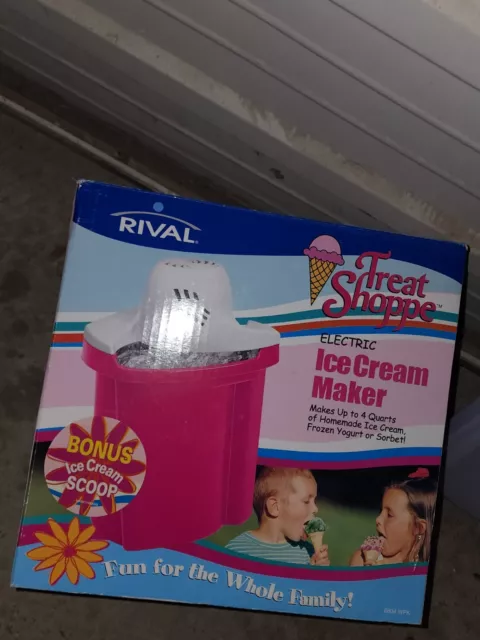 RIVAL
Treat
Shoppe™
ELECTRIC
Ice Cream
Maker
Makes Up to 4 Quarts
of Homemade Ice Cream,
Frozen Yogurt or Sorbet!
BONUS
Ice Cream
SCOOP
Fun for the Whole Family!